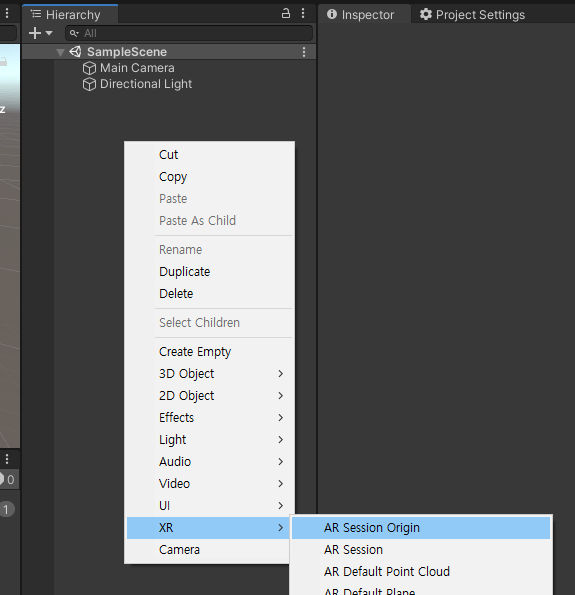 Hierarchy
Inspector
Project Settings
All
SampleScene
Main Camera
Directional Light
z
Cut
Copy
Paste
Paste As Child
Rename
Duplicate
Delete
Select Children
Create Empty
3D Object
2D Object
Effects
Light
Audio
Video
UI
XR
Camera
AR Session Origin
AR Session
AR Default Point Cloud
AR Default Plane
0
1